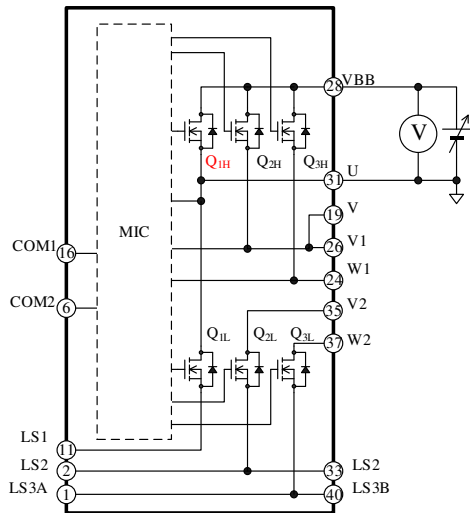 28
VBB
V
Q1H
Q2H
Q3H
31
U
19
V
MIC
26
V1
COM1
16
24
W1
COM2
6
35
V2
37
W2
Q1L
Q2L
Q3L
LS1
11
LS2
2
33
LS2
LS3A
1
40
LS3B